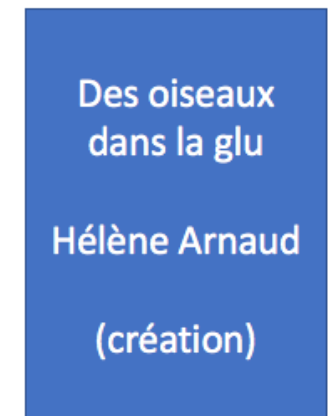 Des oiseaux
dans la glu
Hélène Arnaud
(création)